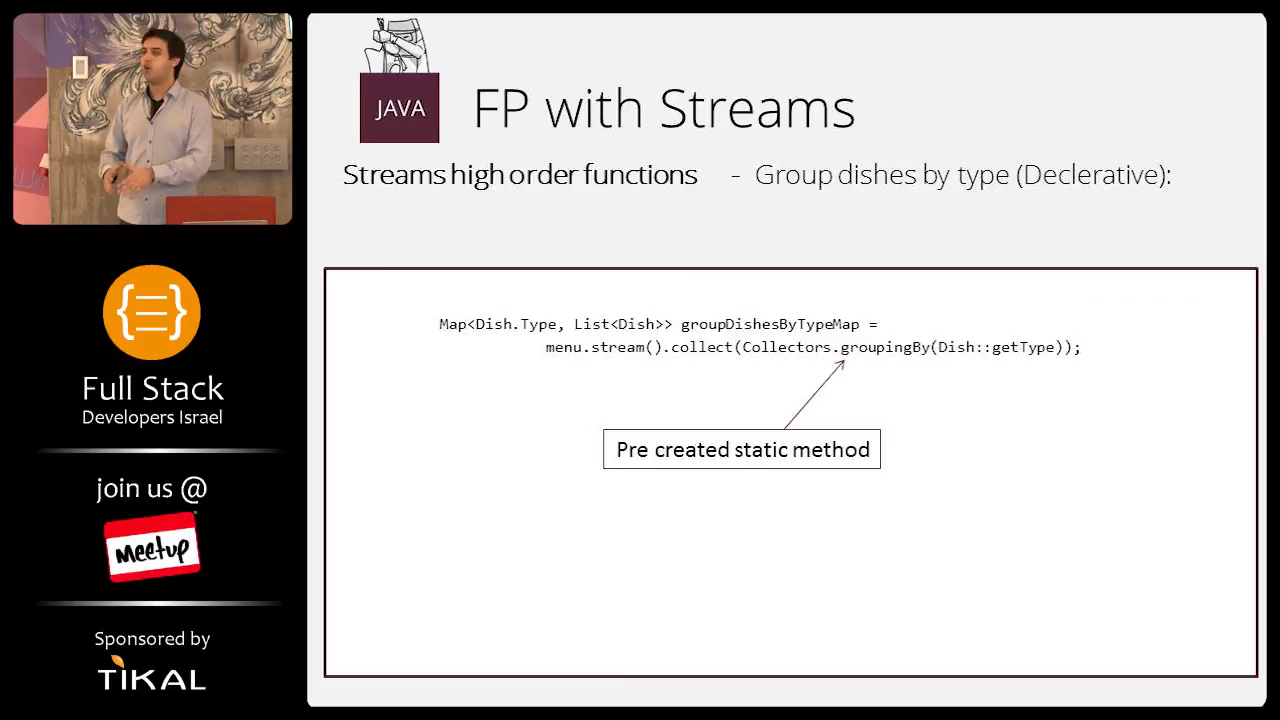 JAVA
FP with Streams
Streams high order functions - Group dishes by type (Declerative):
Map<Dish.Type, List<Dish>> groupDishesByTypeMap =
menu.stream().collect(Collectors.groupingBy(Dish::getType));
Pre created static method
Full Stack
Developers Israel
join us @
meetup
Sponsored by
TIKAL